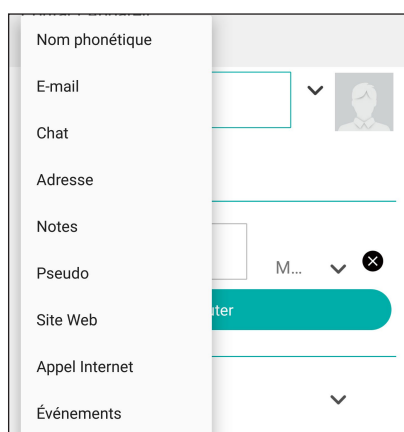 Nom phonétique
E-mail
Chat
Adresse
Notes
Pseudo
M...
Site Web
uter
Appel Internet
Événements